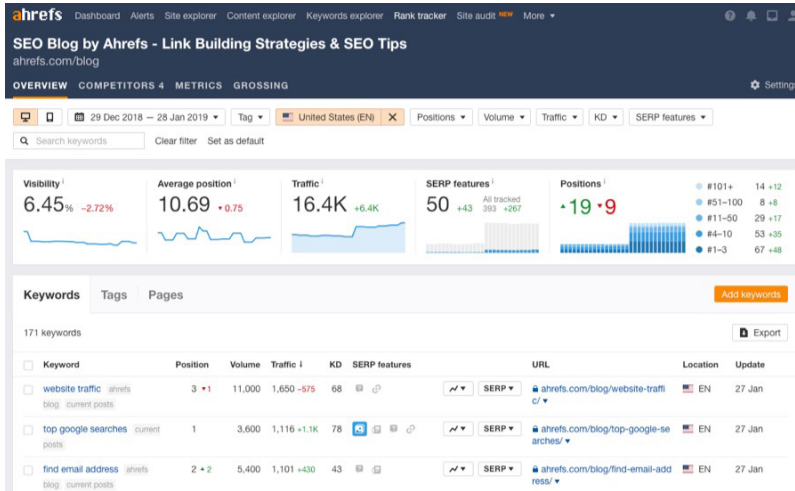 ahrefs Dashboard Alerts Site explorer Content explorer Keywords explorer Rank tracker Site audit NEW More
SEO Blog by Ahrefs - Link Building Strategies & SEO Tips
ahrefs.com/blog
OVERVIEW COMPETITORS 4 METRICS GROSSING Settings
29 Dec 2018 — 28 Jan 2019 Tag United States (EN) Positions Volume Traffic KD SERP features
Search keywords Clear filter Set as default
Visibility i Average position i Traffic i SERP features i Positions i
6.45% -2.72% 10.69 0.75 16.4K +6.4K 50 +43 All tracked 393 +267 19 9
#101+ 14 +12
#51-100 8 +8
#11-50 29 +17
#4-10 53 +35
#1-3 67 +48
Keywords Tags Pages Add keywords
171 keywords Export
Keyword Position Volume Traffic KD SERP features URL Location Update
website traffic ahrefs 3 1 11,000 1,650 -575 68 SERP ahrefs.com/blog/website-traffi EN 27 Jan
blog current posts c/
top google searches current 1 3,600 1,116 +1.1K 78 SERP ahrefs.com/blog/top-google-se EN 27 Jan
posts arches/
find email address ahrefs 2 2 5,400 1,101 +430 43 SERP ahrefs.com/blog/find-email-add EN 27 Jan
blog current posts ress/